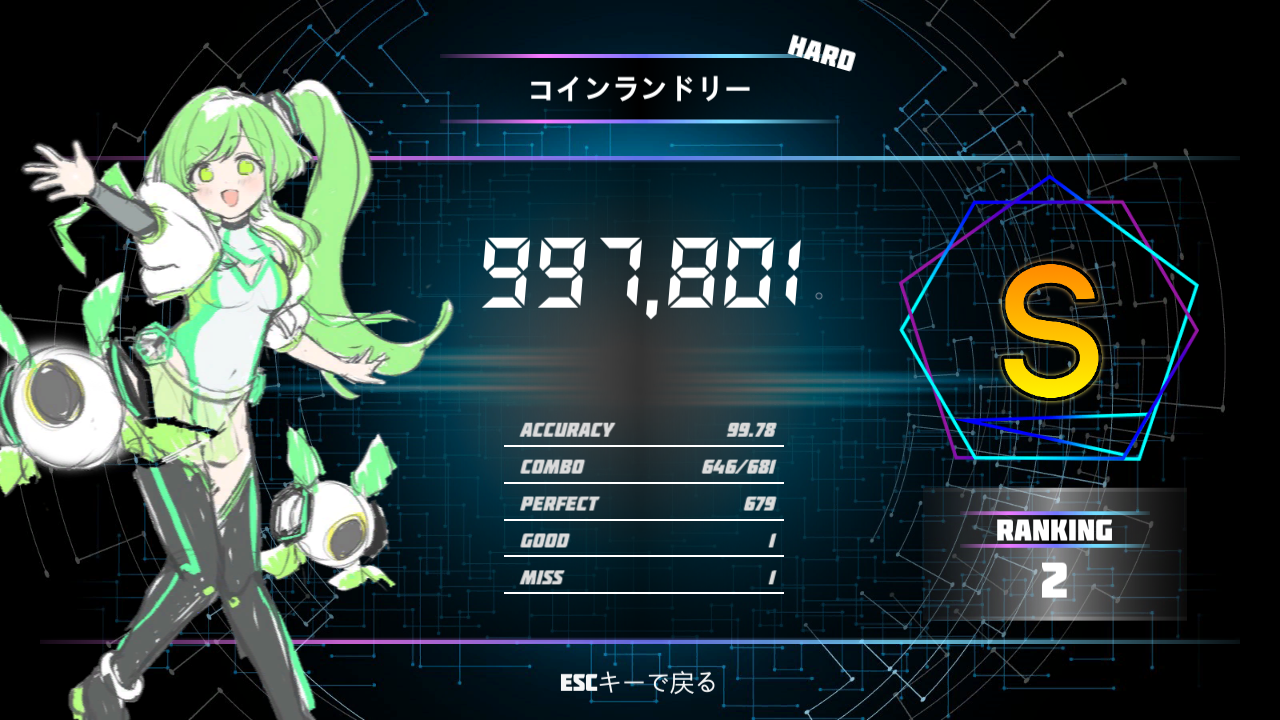 HARD
コインランドリー
997,801
S
ACCURACY 99.78
COMBO 646/681
PERFECT 679
GOOD 1
MISS 1
RANKING
2
ESCキーで戻る